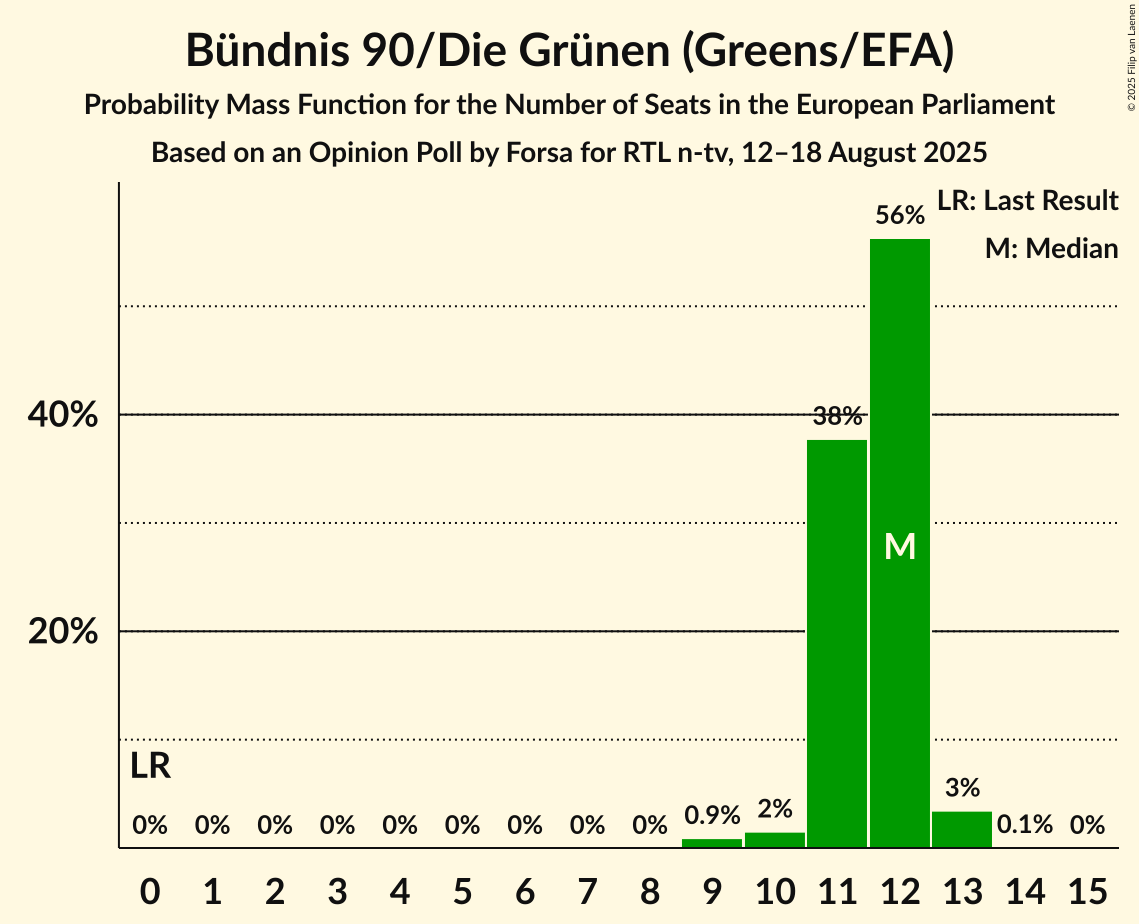 Bündnis 90/Die Grünen (Greens/EFA)
Probability Mass Function for the Number of Seats in the European Parliament
Based on an Opinion Poll by Forsa for RTL n-tv, 12–18 August 2025
© 2025 Filip van Laenen
LR: Last Result
M: Median
56%
40%
38%
M
20%
LR
0% 0% 0% 0% 0% 0% 0% 0% 0% 0.9% 2% 3% 0.1% 0%
0 1 2 3 4 5 6 7 8 9 10 11 12 13 14 15